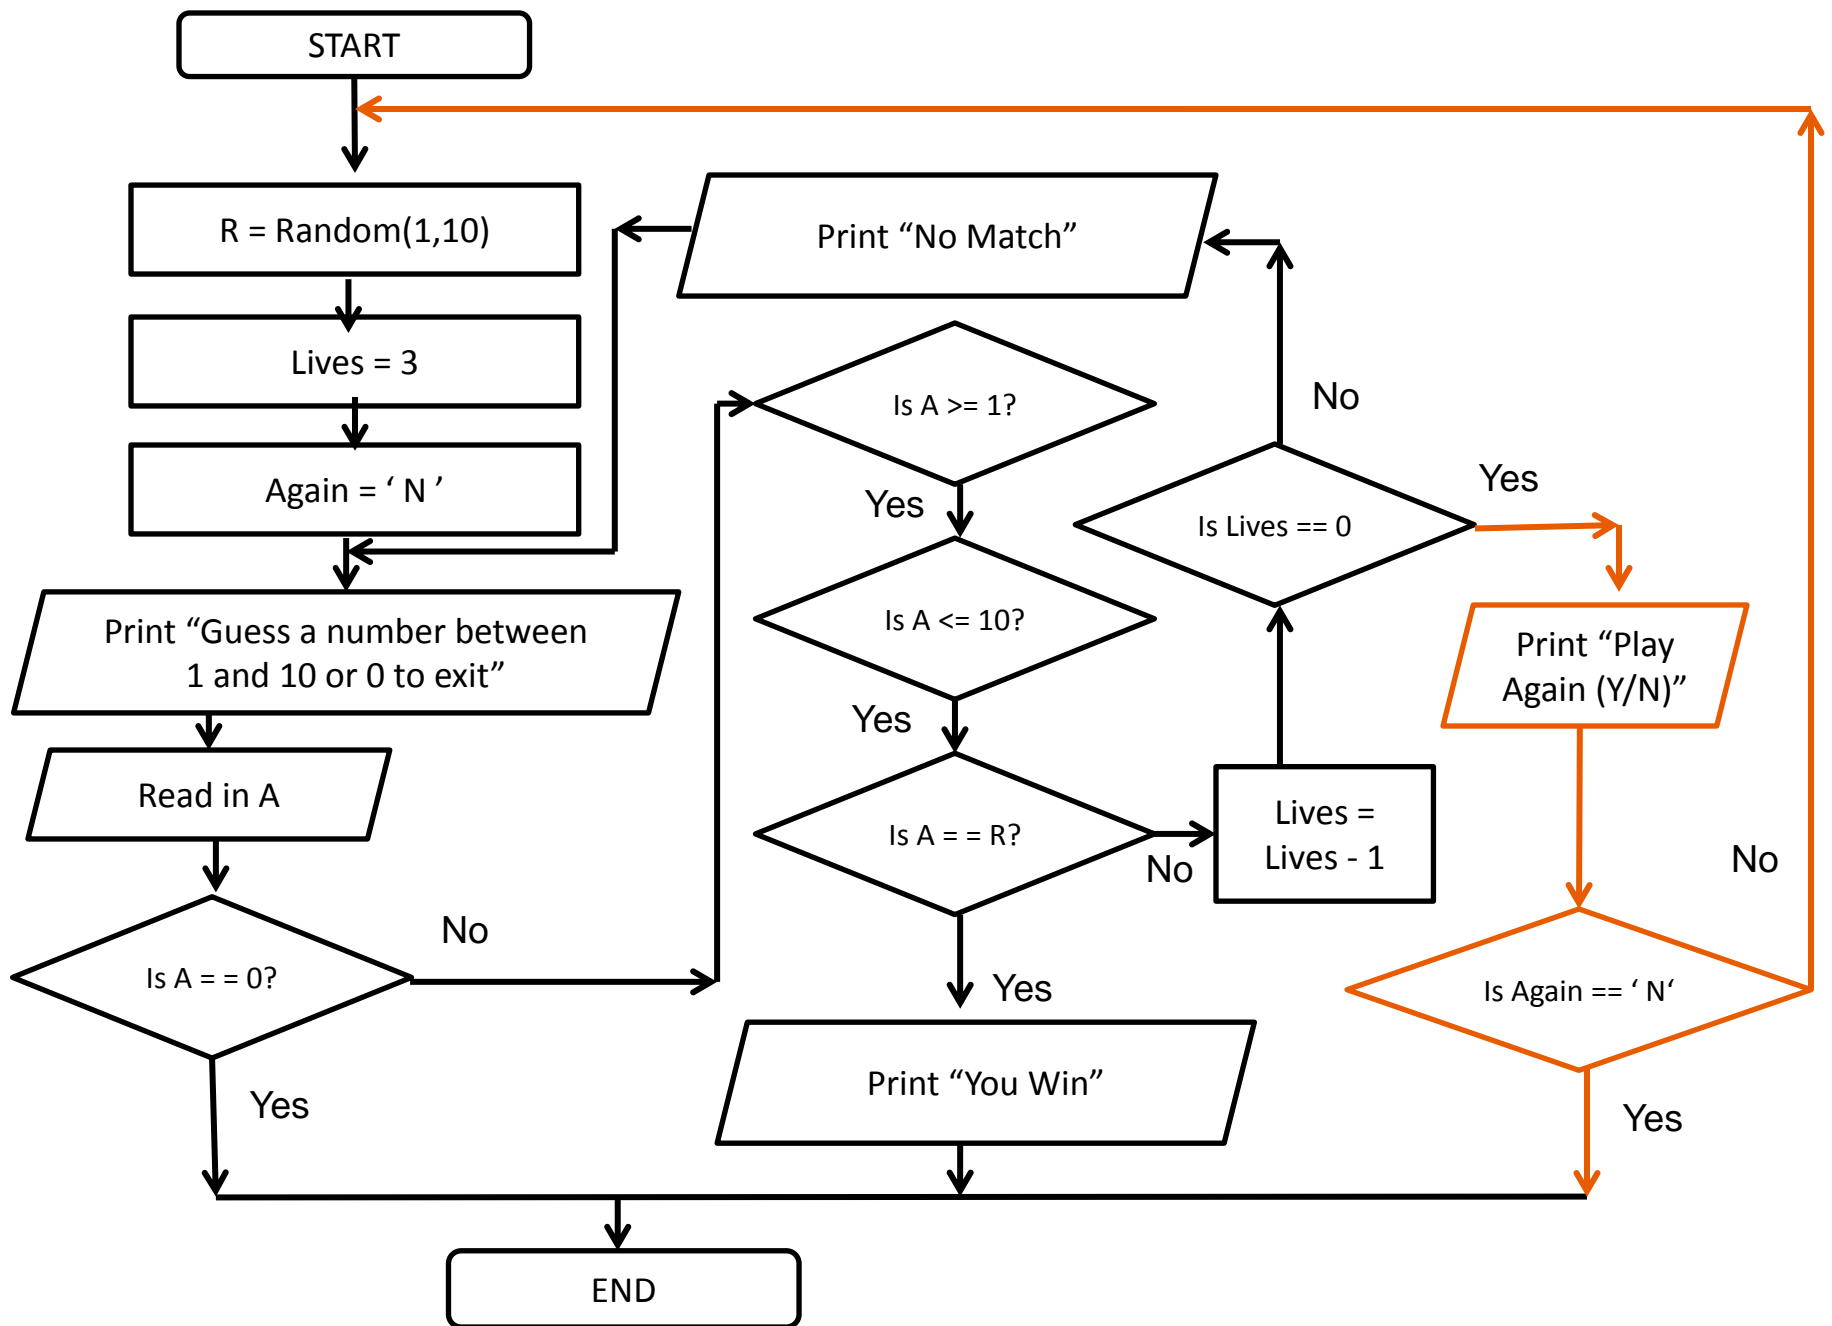 START
R = Random(1,10)
Lives = 3
Again = ‘ N ’
Print “Guess a number between
1 and 10 or 0 to exit”
Read in A
Is A = = 0?
No
Yes
Is A >= 1?
Yes
Is A <= 10?
Yes
Is A = = R?
No
Yes
Print “You Win”
Lives =
Lives - 1
Is Lives == 0
No
Print “No Match”
Yes
Print “Play
Again (Y/N)”
Is Again == ‘ N‘
No
Yes
END